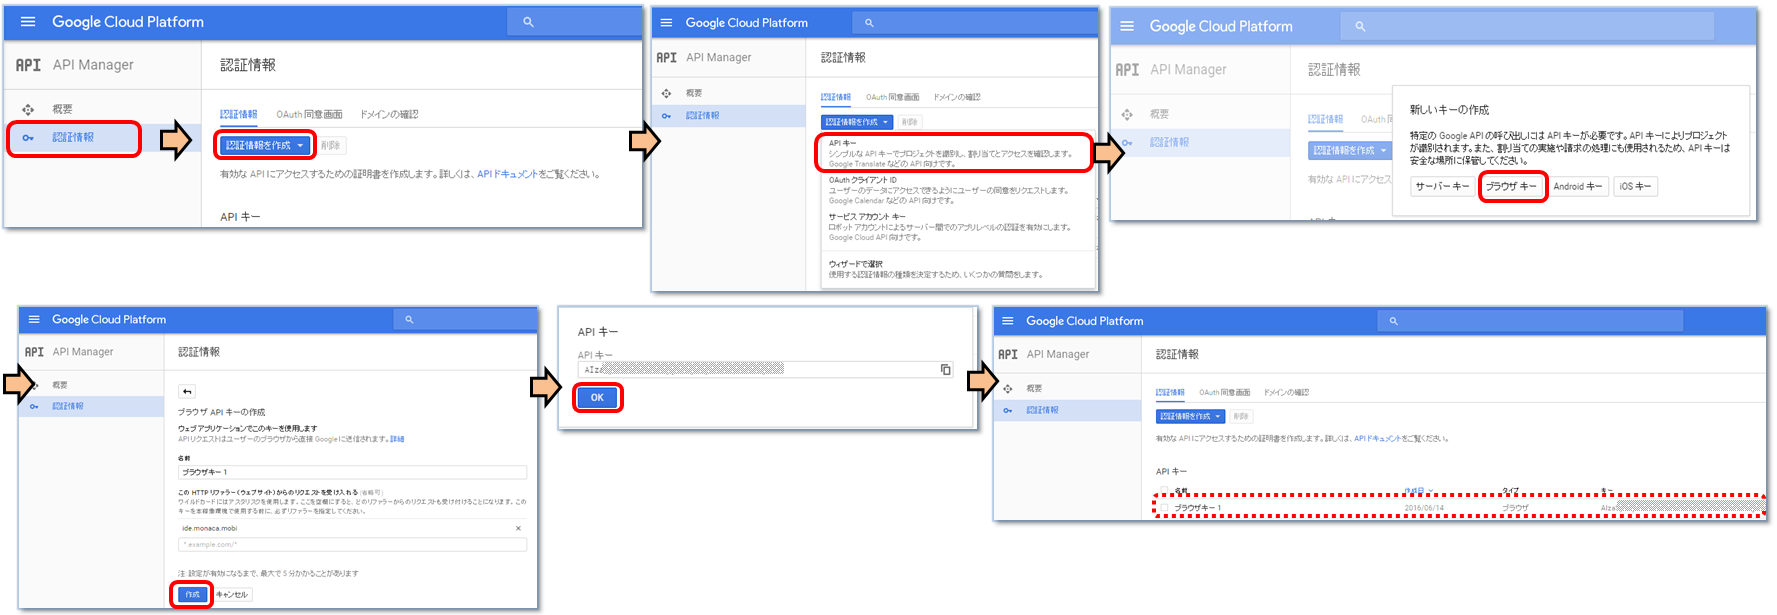 Google Cloud Platform
API API Manager
認証情報
概要
認証情報
認証情報 OAuth 同意画面 ドメインの確認
認証情報を作成 削除
有効な API にアクセスするための証明書を作成します。詳しくは、API ドキュメントをご覧ください。
API キー
Google Cloud Platform
API API Manager
認証情報
概要
認証情報
認証情報 OAuth 同意画面 ドメインの確認
認証情報を作成 削除
API キー
シンプルな API キーでプロジェクトを識別し、割り当てとアクセスを確認します。
Google Translate などの API 向けです。
OAuth クライアント ID
ユーザーのデータにアクセスできるようにユーザーの同意をリクエストします。
Google Calendar などの API 向けです。
サービス アカウント キー
ロボット アカウントによるサーバー間でのアプリレベルの認証を有効にします。
Google Cloud API 向けです。
ウィザードで選択
使用する認証情報の種類を決定するため、いくつかの質問をします。
Google Cloud Platform
API API Manager
認証情報
概要
認証情報
認証情報 OAuth 同
認証情報を作成
有効な API にアクセス
新しいキーの作成
特定の Google API の呼び出しには API キーが必要です。API キーによりプロジェクト
が識別されます。また、割り当ての実施や請求の処理にも使用されるため、API キーは
安全な場所に保管してください。
サーバー キー ブラウザ キー Android キー iOS キー
Google Cloud Platform
API API Manager
認証情報
概要
認証情報
ブラウザ API キーの作成
ウェブ アプリケーションでこのキーを使用します
API リクエストはユーザーのブラウザから直接 Google に送信されます。詳細
名前
ブラウザキー 1
この HTTP リファラー（ウェブサイト）からのリクエストを受け入れる (省略可)
ワイルドカードにはアスタリスクを使用します。ここを空欄にすると、どのリファラーからのリクエストも受け付けることになります。この
キーを本稼働環境で使用する前に、必ずリファラーを指定してください。
ide.monaca.mobi ×
*.example.com/*
注: 設定が有効になるまで、最大で 5 分かかることがあります
作成 キャンセル
API キー
API キー
AIza
OK
Google Cloud Platform
API API Manager
認証情報
概要
認証情報
認証情報 OAuth 同意画面 ドメインの確認
認証情報を作成 削除
有効な API にアクセスするための証明書を作成します。詳しくは、API ドキュメントをご覧ください。
API キー
名前 作成日 タイプ キー
ブラウザキー 1 2016/06/14 ブラウザ AIza